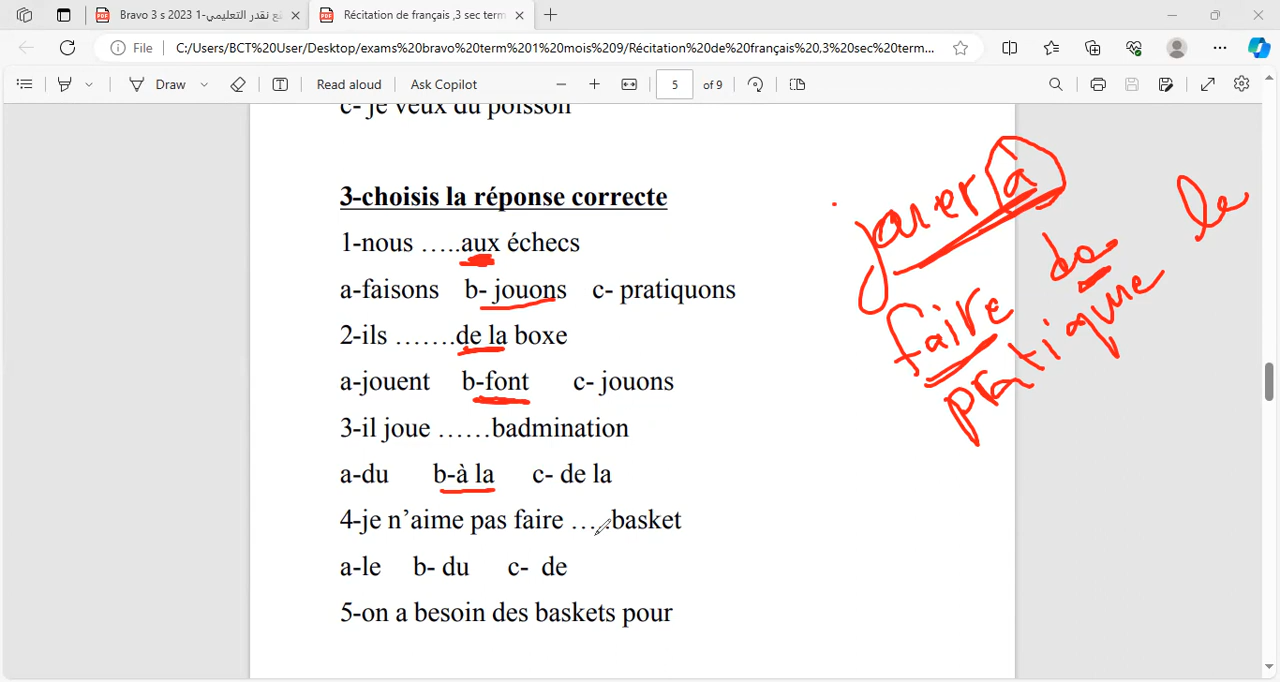 Bravo 3 s 2023 1-نقدر التعليمي
Récitation de français ,3 sec term
File
C:/Users/BCT%20User/Desktop/exams%20bravo%20term%201%20mois%209/Récitation%20de%20français%20,3%20sec%20term...
Draw
Read aloud
Ask Copilot
5 of 9
c- je veux du poisson
3-choisis la réponse correcte
1-nous …..aux échecs
a-faisons b- jouons c- pratiquons
2-ils …….de la boxe
a-jouent b-font c- jouons
3-il joue ……badmination
a-du b-à la c- de la
4-je n’aime pas faire ….basket
a-le b- du c- de
5-on a besoin des baskets pour
jouer à
faire de
pratique le